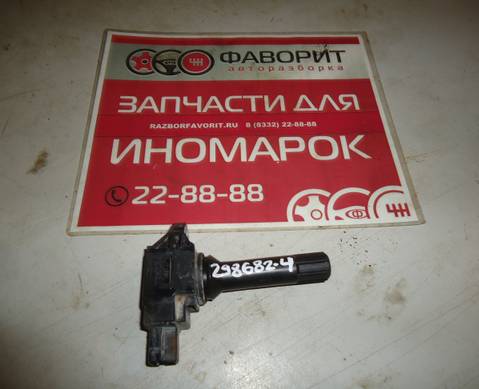 ФАВОРИТ
авторазборка
ЗАПЧАСТИ ДЛЯ
RAZBORFAVORIT.RU 8 (8332) 22-88-88
ИНОМАРОК
22-88-88
298682-4